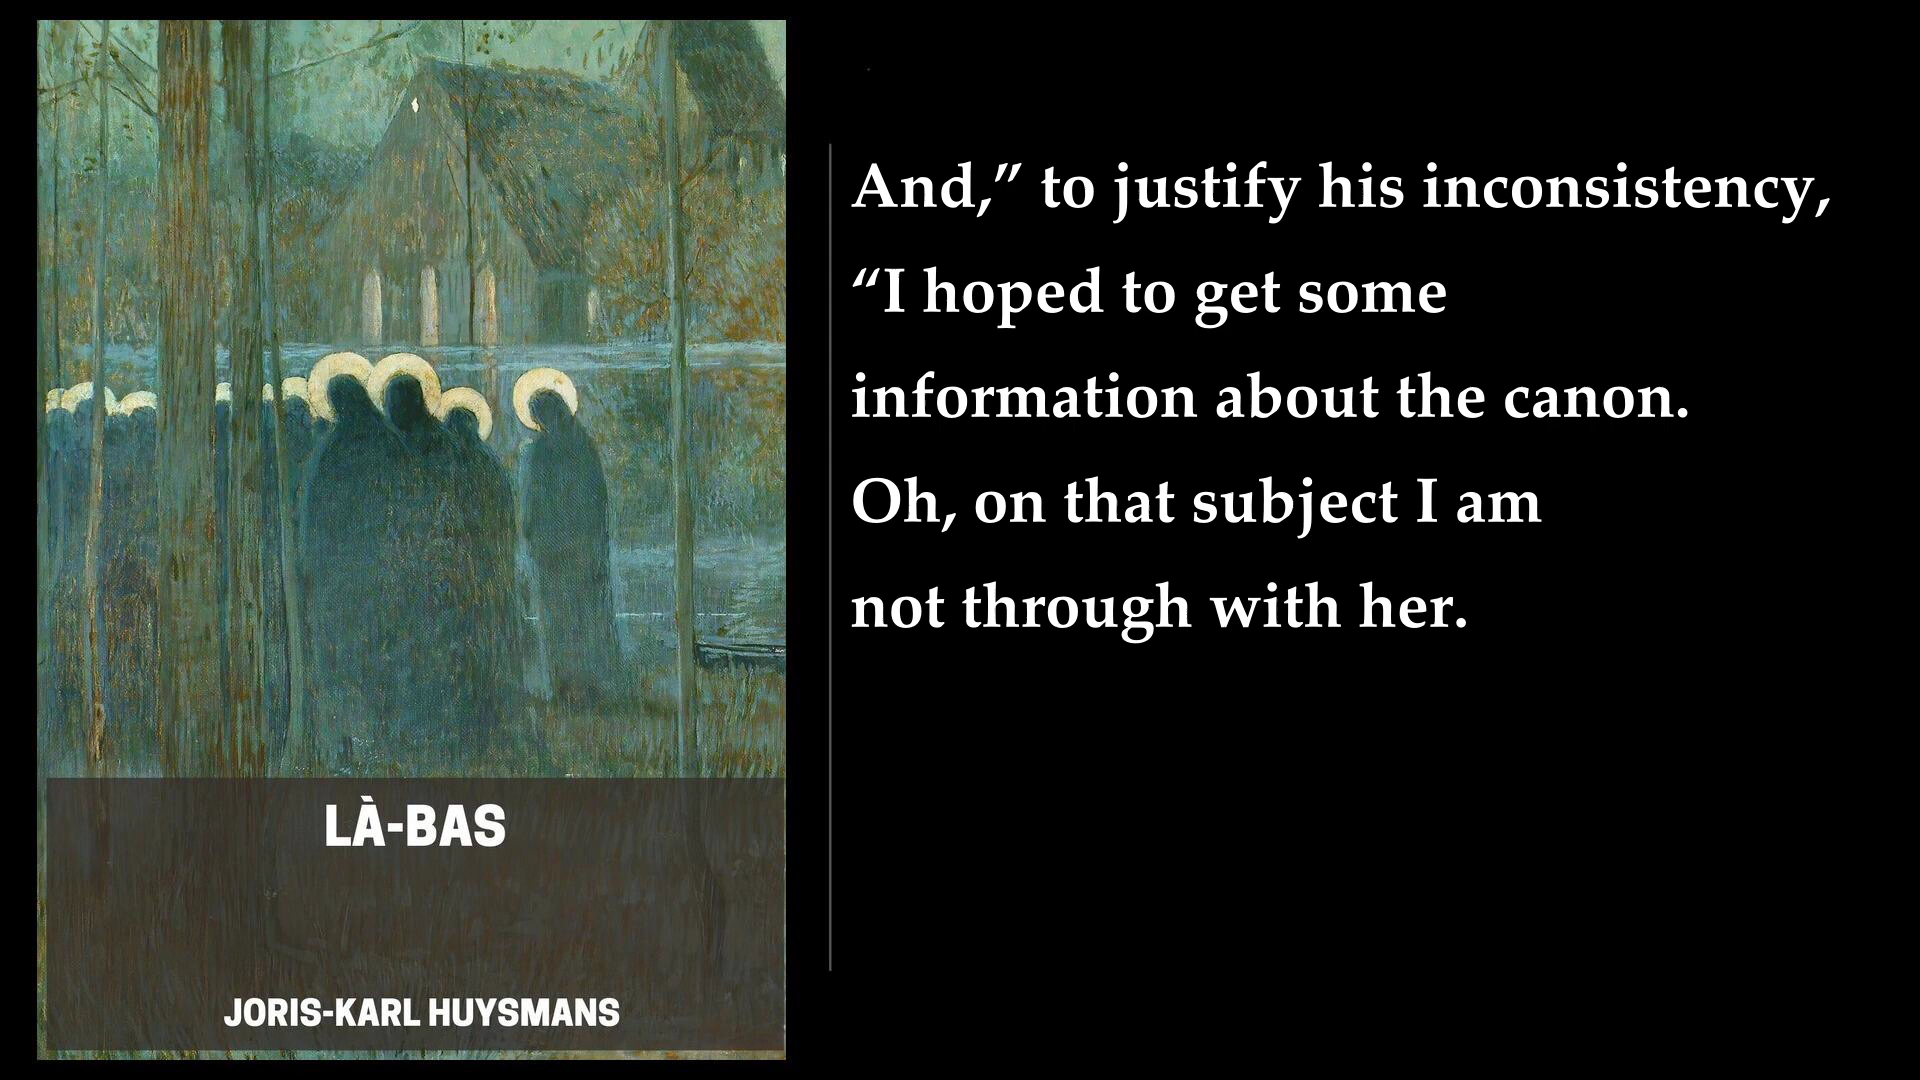 LÀ-BAS
JORIS-KARL HUYSMANS
And,” to justify his inconsistency,
“I hoped to get some
information about the canon.
Oh, on that subject I am
not through with her.